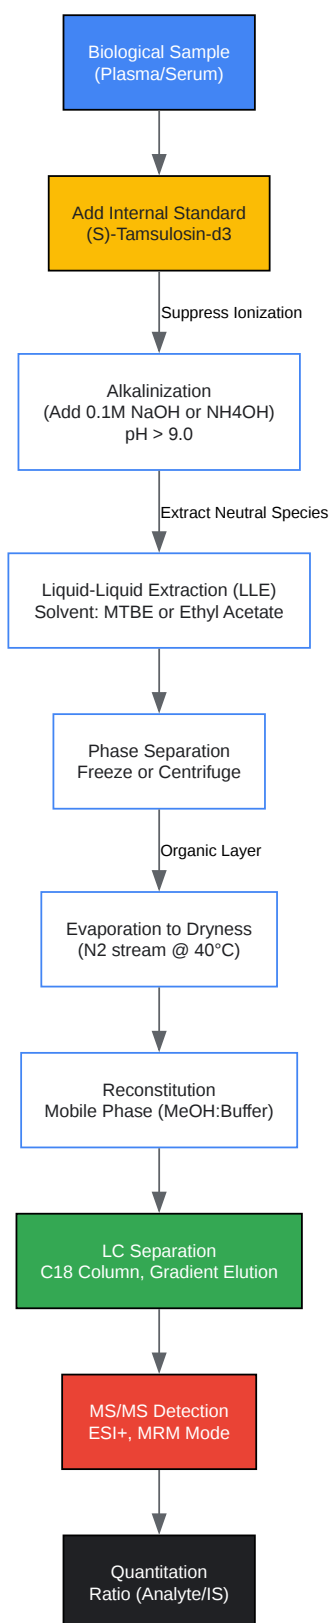 Biological Sample
(Plasma/Serum)
Add Internal Standard
(S)-Tamsulosin-d3
Suppress Ionization
Alkalinization
(Add 0.1M NaOH or NH4OH)
pH > 9.0
Extract Neutral Species
Liquid-Liquid Extraction (LLE)
Solvent: MTBE or Ethyl Acetate
Phase Separation
Freeze or Centrifuge
Organic Layer
Evaporation to Dryness
(N2 stream @ 40°C)
Reconstitution
Mobile Phase (MeOH:Buffer)
LC Separation
C18 Column, Gradient Elution
MS/MS Detection
ESI+, MRM Mode
Quantitation
Ratio (Analyte/IS)